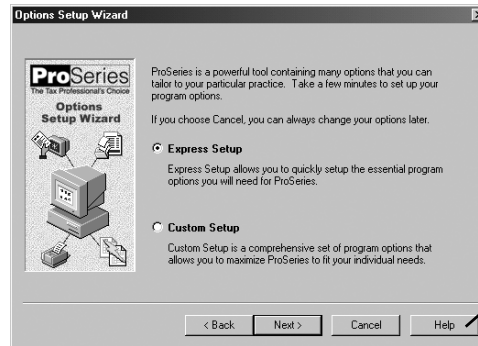 Options Setup Wizard
ProSeries
The Tax Professional's Choice
Options
Setup Wizard
ProSeries is a powerful tool containing many options that you can
tailor to your particular practice. Take a few minutes to set up your
program options.
If you choose Cancel, you can always change your options later.
Express Setup
Express Setup allows you to quickly setup the essential program
options you will need for ProSeries.
Custom Setup
Custom Setup is a comprehensive set of program options that
allows you to maximize ProSeries to fit your individual needs.
< Back Next > Cancel Help